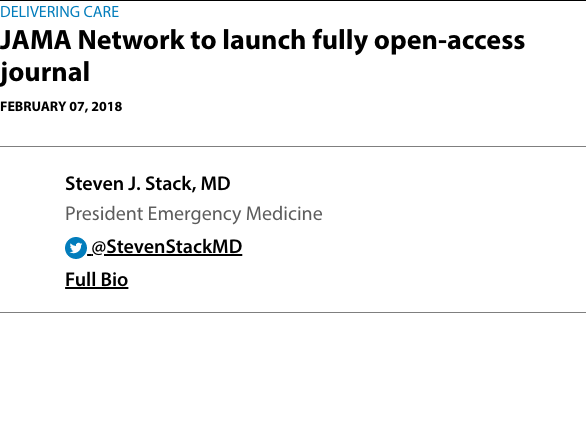 DELIVERING CARE
JAMA Network to launch fully open-access
journal
FEBRUARY 07, 2018
Steven J. Stack, MD
President Emergency Medicine
@StevenStackMD
Full Bio